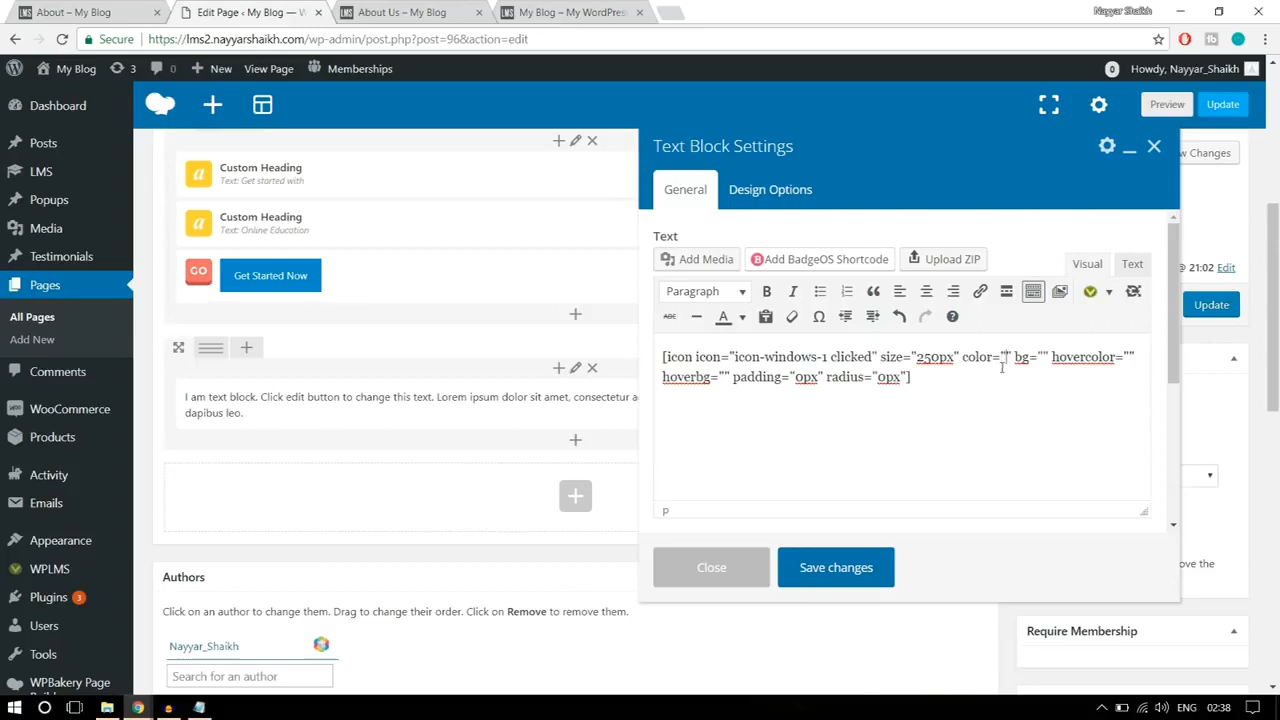 About – My Blog
Edit Page ‹ My Blog —
About Us – My Blog
My Blog – My WordPress
Nayyar Shaikh
Secure
https://lms2.nayyarshaikh.com/wp-admin/post.php?post=96&action=edit
My Blog
3
New
View Page
Memberships
0
Howdy, Nayyar_Shaikh
Dashboard
Posts
LMS
Popups
Media
Testimonials
Pages
All Pages
Add New
Comments
WooCommerce
Products
Activity
Emails
Appearance
WPLMS
Plugins 3
Users
Tools
WPBakery Page
Preview
Update
Custom Heading
Text: Get started with
Custom Heading
Text: Online Education
GO
Get Started Now
I am text block. Click edit button to change this text. Lorem ipsum dolor sit amet, consectetur a
dapibus leo.
Authors
Click on an author to change them. Drag to change their order. Click on Remove to remove them.
Nayyar_Shaikh
Search for an author
Text Block Settings
General
Design Options
Text
Add Media
Add BadgeOS Shortcode
Upload ZIP
Visual
Text
Paragraph
[icon icon="icon-windows-1 clicked" size="250px" color="" bg="" hovercolor=""
hoverbg="" padding="0px" radius="0px"]
p
Close
Save changes
w Changes
@ 21:02 Edit
Update
ve the
Require Membership
ENG
02:38